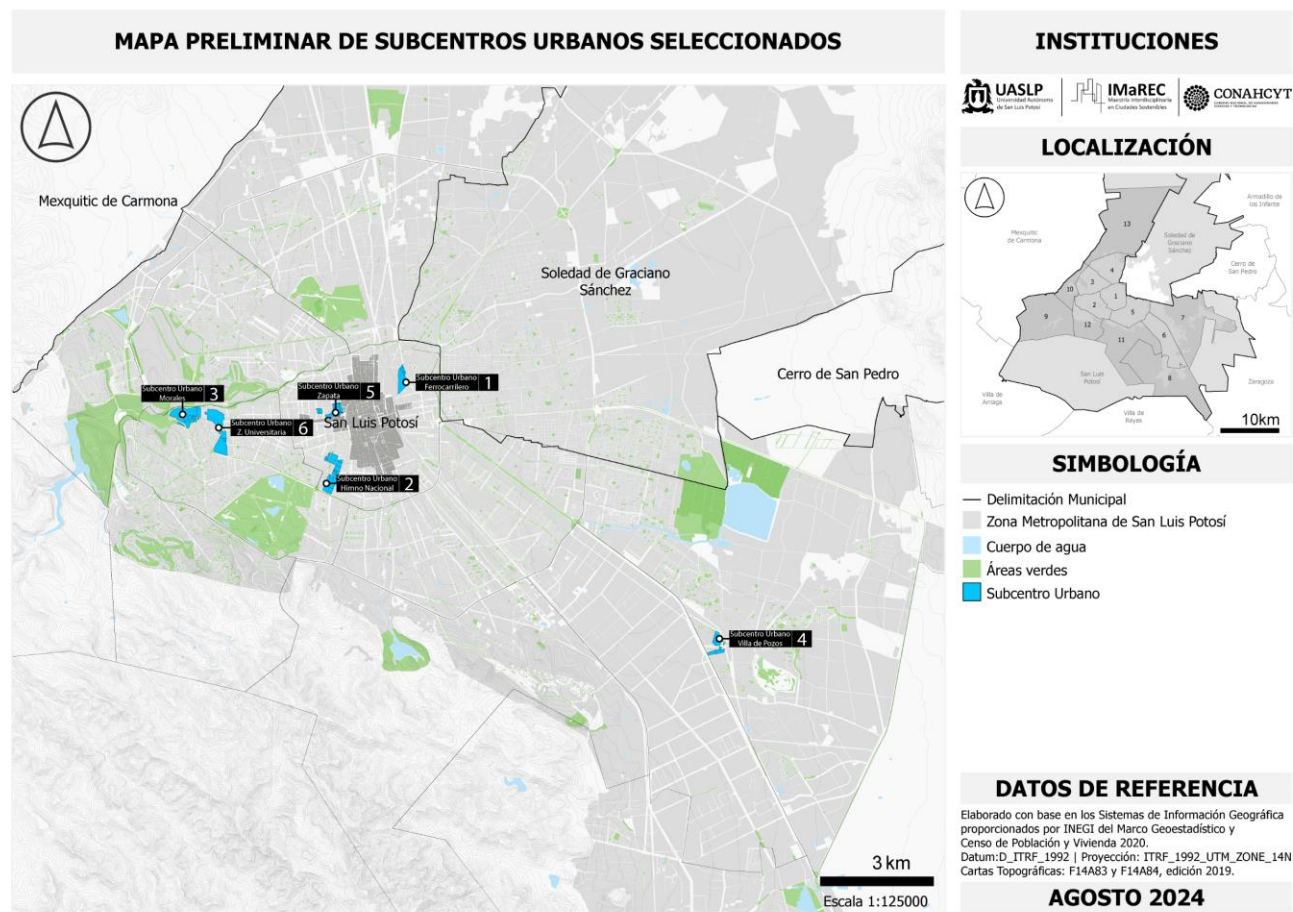 MAPA PRELIMINAR DE SUBCENTROS URBANOS SELECCIONADOS
Mexquitic de Carmona
Soledad de Graciano
Sánchez
Cerro de San Pedro
San Luis Potosí
Subcentro Urbano
Morales
3
Subcentro Urbano
Zapata
5
Subcentro Urbano
Ferrocarrilero
1
Subcentro Urbano
Z. Universitaria
6
Subcentro Urbano
Himno Nacional
2
Subcentro Urbano
Villa de Pozos
4
3 km
Escala 1:125000
INSTITUCIONES
UASLP
Universidad Autónoma
de San Luis Potosí
IMaREC
Maestría Interdisciplinaria
en Ciudades Sostenibles
CONAHCYT
LOCALIZACIÓN
Armadillo de
los Infante
Mexquitic
de Carmona
Soledad de
Graciano
Sánchez
Cerro de
San Pedro
San Luis
Potosí
Zaragoza
Villa de
Arriaga
Villa de
Reyes
13
4
3
10
1
2
5
7
9
12
11
6
8
10km
SIMBOLOGÍA
Delimitación Municipal
Zona Metropolitana de San Luis Potosí
Cuerpo de agua
Áreas verdes
Subcentro Urbano
DATOS DE REFERENCIA
Elaborado con base en los Sistemas de Información Geográfica
proporcionados por INEGI del Marco Geoestadístico y
Censo de Población y Vivienda 2020.
Datum:D_ITRF_1992 | Proyección: ITRF_1992_UTM_ZONE_14N
Cartas Topográficas: F14A83 y F14A84, edición 2019.
AGOSTO 2024